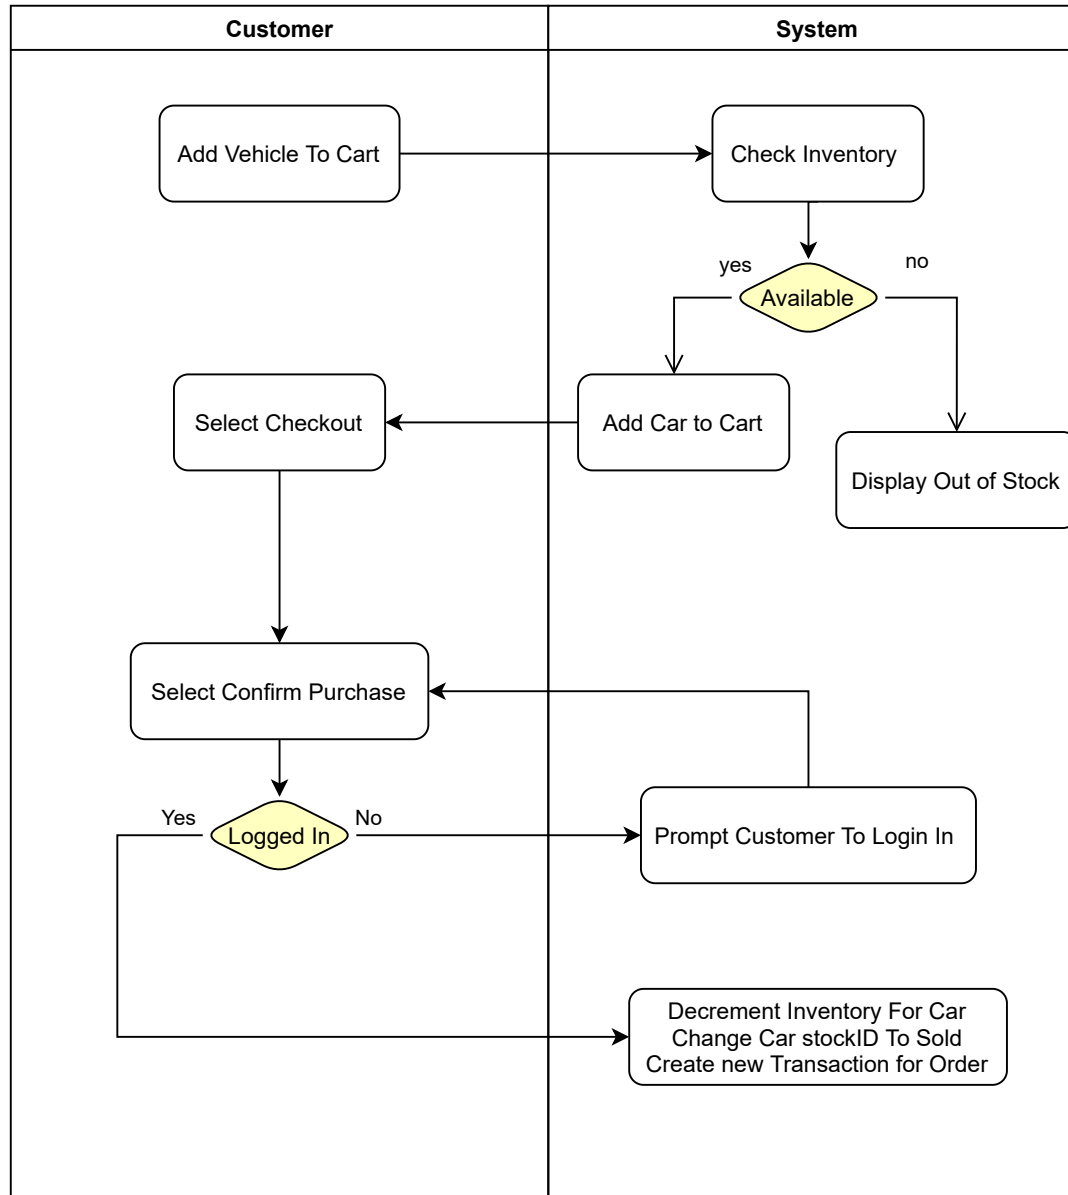 Customer
System
Add Vehicle To Cart
Check Inventory
yes
no
Available
Select Checkout
Add Car to Cart
Display Out of Stock
Select Confirm Purchase
Yes
No
Logged In
Prompt Customer To Login In
Decrement Inventory For Car
Change Car stockID To Sold
Create new Transaction for Order